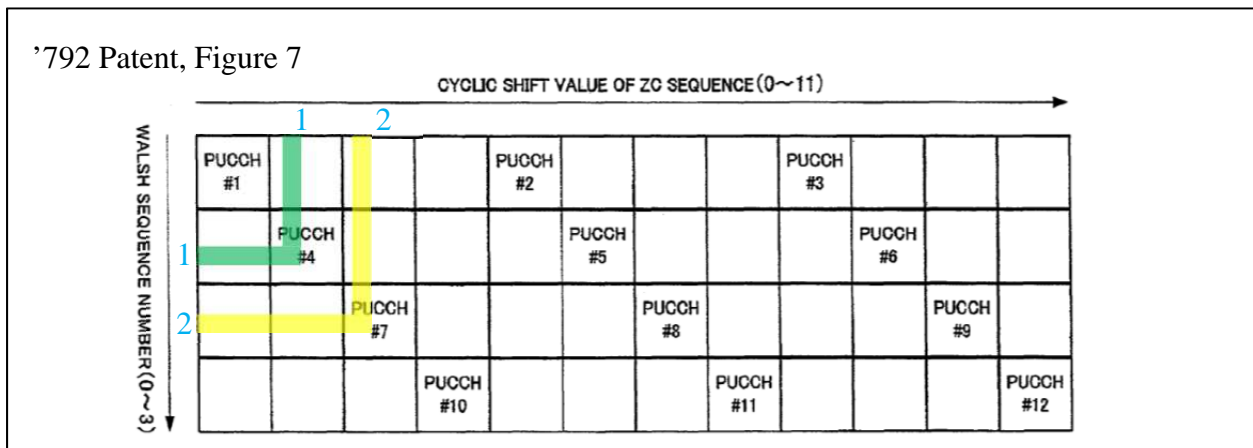 ’792 Patent, Figure 7
CYCLIC SHIFT VALUE OF ZC SEQUENCE(0~11)
1 2
WALSH SEQUENCE NUMBER(0~3)
PUCCH #1 PUCCH #2 PUCCH #3
1 PUCCH #4 PUCCH #5 PUCCH #6
2 PUCCH #7 PUCCH #8 PUCCH #9
PUCCH #10 PUCCH #11 PUCCH #12